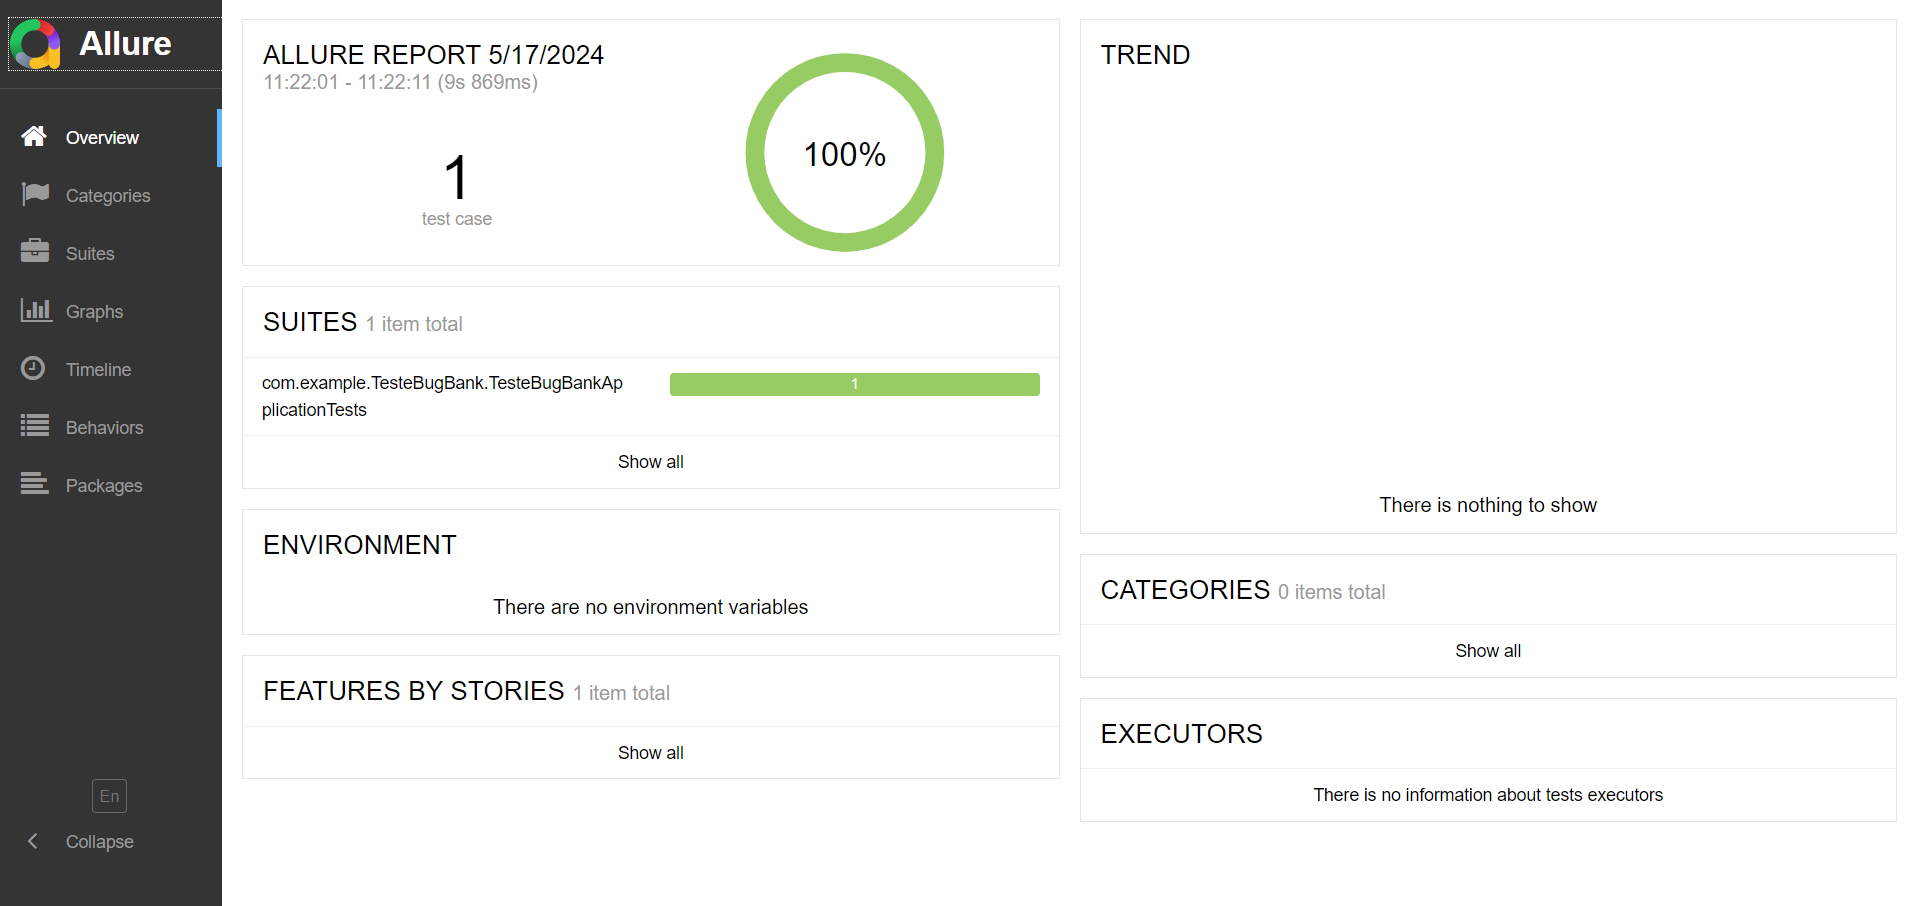 Allure
Overview
Categories
Suites
Graphs
Timeline
Behaviors
Packages
En
Collapse
ALLURE REPORT 5/17/2024
11:22:01 - 11:22:11 (9s 869ms)
1
test case
100%
SUITES 1 item total
com.example.TesteBugBank.TesteBugBankAp
plicationTests
1
Show all
ENVIRONMENT
There are no environment variables
FEATURES BY STORIES 1 item total
Show all
TREND
There is nothing to show
CATEGORIES 0 items total
Show all
EXECUTORS
There is no information about tests executors